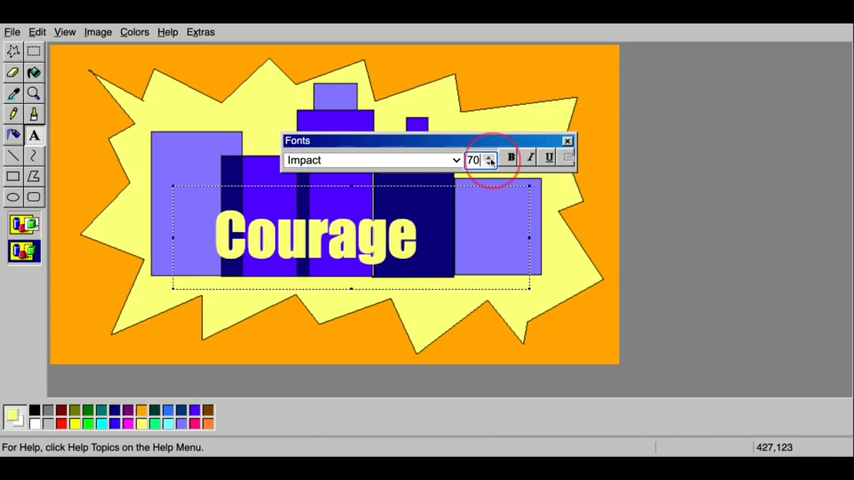 File Edit View Image Colors Help Extras
Fonts
Impact 70 B I U
A
Courage
For Help, click Help Topics on the Help Menu. 427,123